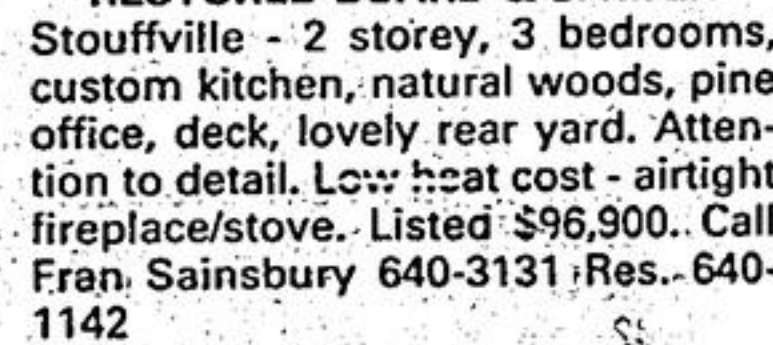 Stouffville - 2 storey, 3 bedrooms,
custom kitchen, natural woods, pine
office, deck, lovely rear yard. Atten-
tion to detail. Low heat cost - airtight
fireplace/stove. Listed $96,900. Call
Fran Sainsbury 640-3131 Res. 640-
1142